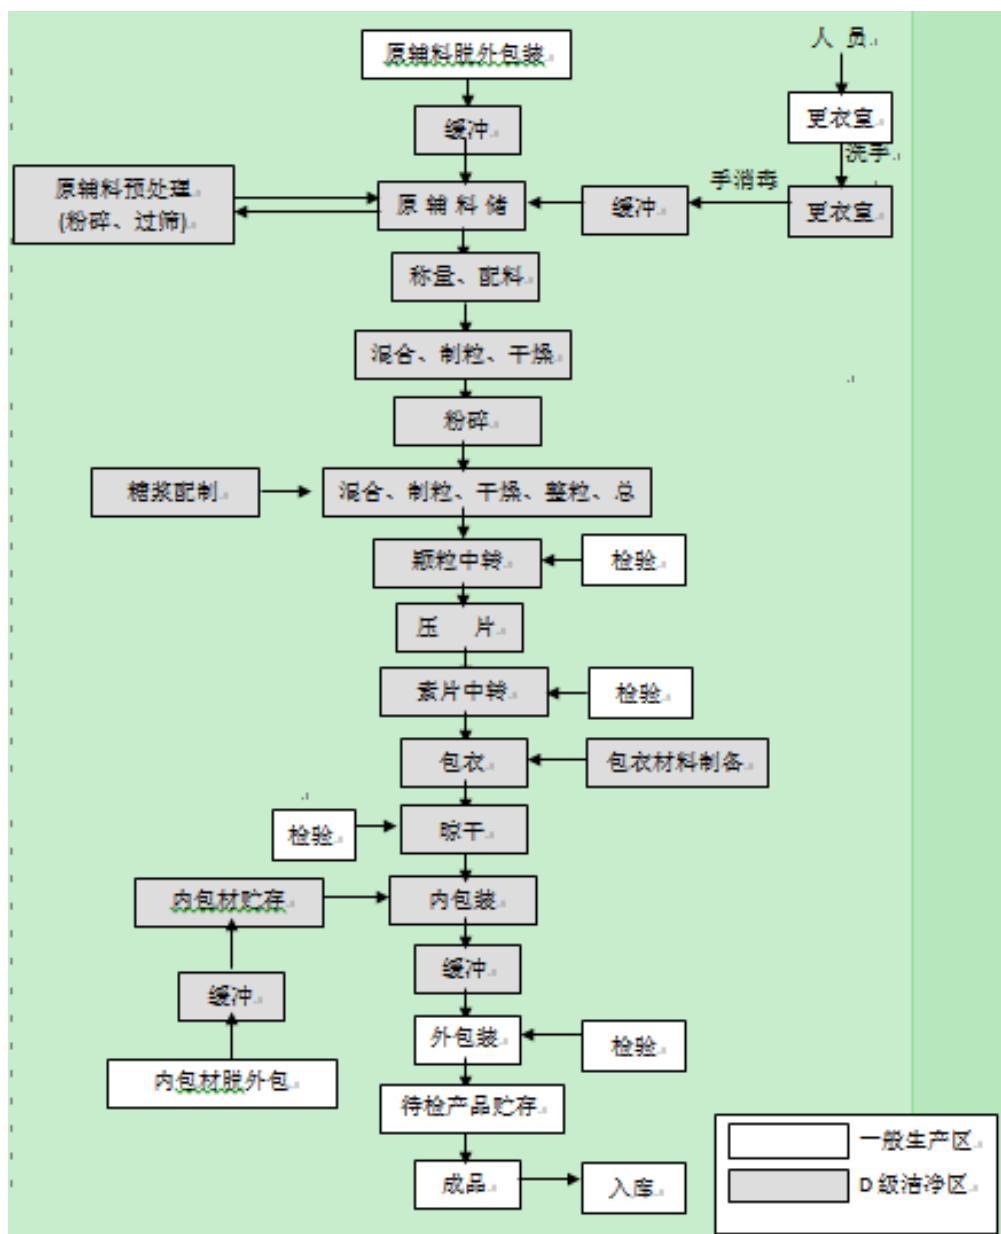 原辅料脱外包装
人 员
缓冲
更衣室
洗手
原辅料预处理
(粉碎、过筛)
原 辅 料 储
缓冲
手消毒
更衣室
称量、配料
混合、制粒、干燥
粉碎
糖浆配制
混合、制粒、干燥、整粒、总
颗粒中转
检验
压 片
素片中转
检验
包衣
包衣材料制备
检验
晾干
内包材贮存
内包装
缓冲
缓冲
外包装
检验
内包材脱外包
待检产品贮存
一般生产区
成品
入库
D 级洁净区